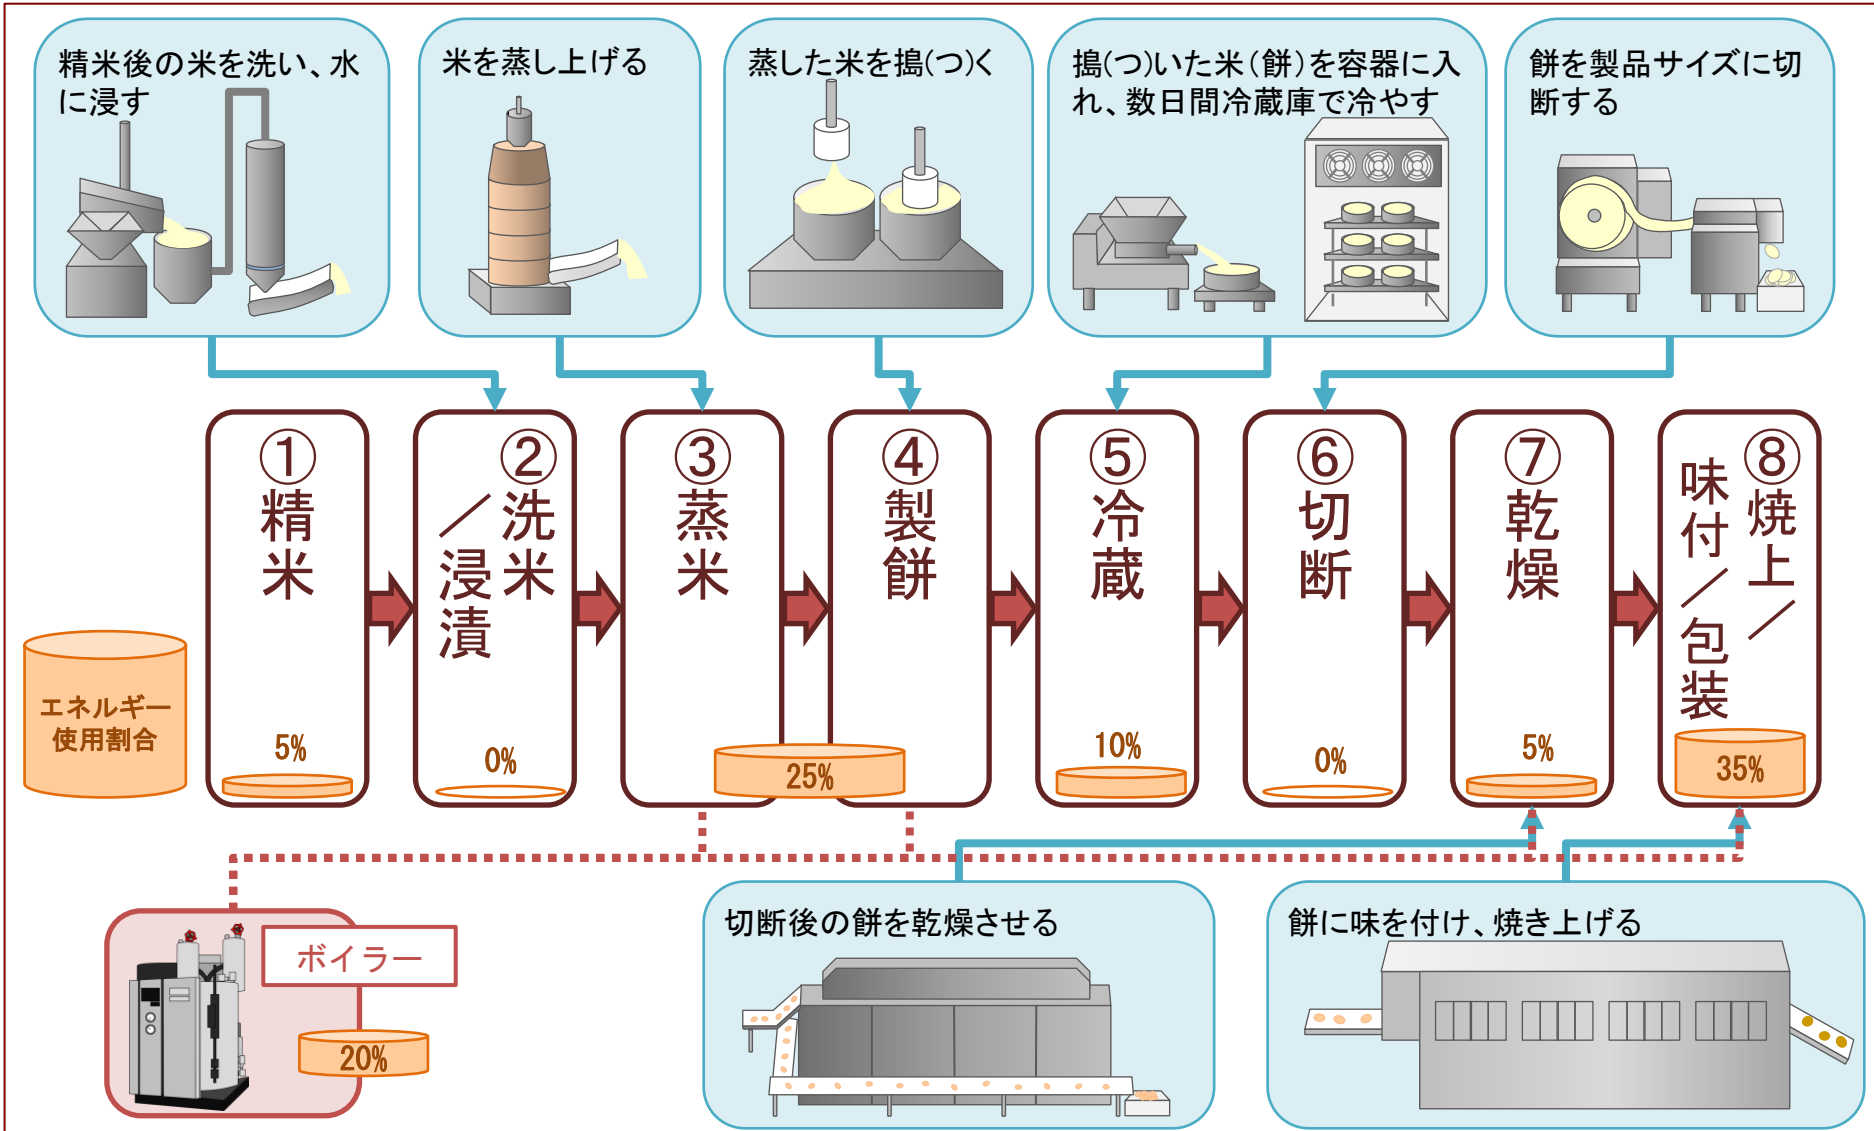 精米後の米を洗い、水
に浸す
米を蒸し上げる
蒸した米を搗(つ)く
搗(つ)いた米(餅)を容器に入
れ、数日間冷蔵庫で冷やす
餅を製品サイズに切
断する
①精米
②洗米
／浸漬
③蒸米
④製餅
⑤冷蔵
⑥切断
⑦乾燥
⑧焼上／
味付／包装
エネルギー
使用割合
5%
0%
25%
10%
0%
5%
35%
ボイラー
20%
切断後の餅を乾燥させる
餅に味を付け、焼き上げる